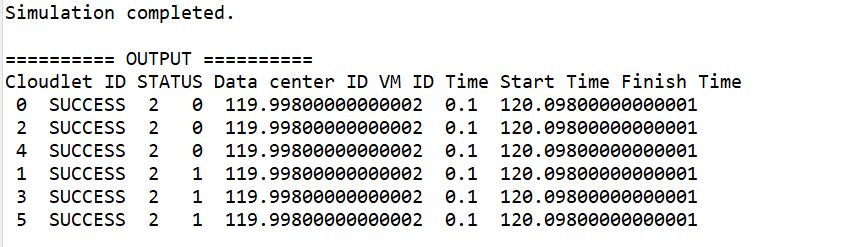 Simulation completed.
========== OUTPUT ==========
Cloudlet ID STATUS Data center ID VM ID Time Start Time Finish Time
0 SUCCESS 2 0 119.99800000000002 0.1 120.09800000000001
2 SUCCESS 2 0 119.99800000000002 0.1 120.09800000000001
4 SUCCESS 2 0 119.99800000000002 0.1 120.09800000000001
1 SUCCESS 2 1 119.99800000000002 0.1 120.09800000000001
3 SUCCESS 2 1 119.99800000000002 0.1 120.09800000000001
5 SUCCESS 2 1 119.99800000000002 0.1 120.09800000000001